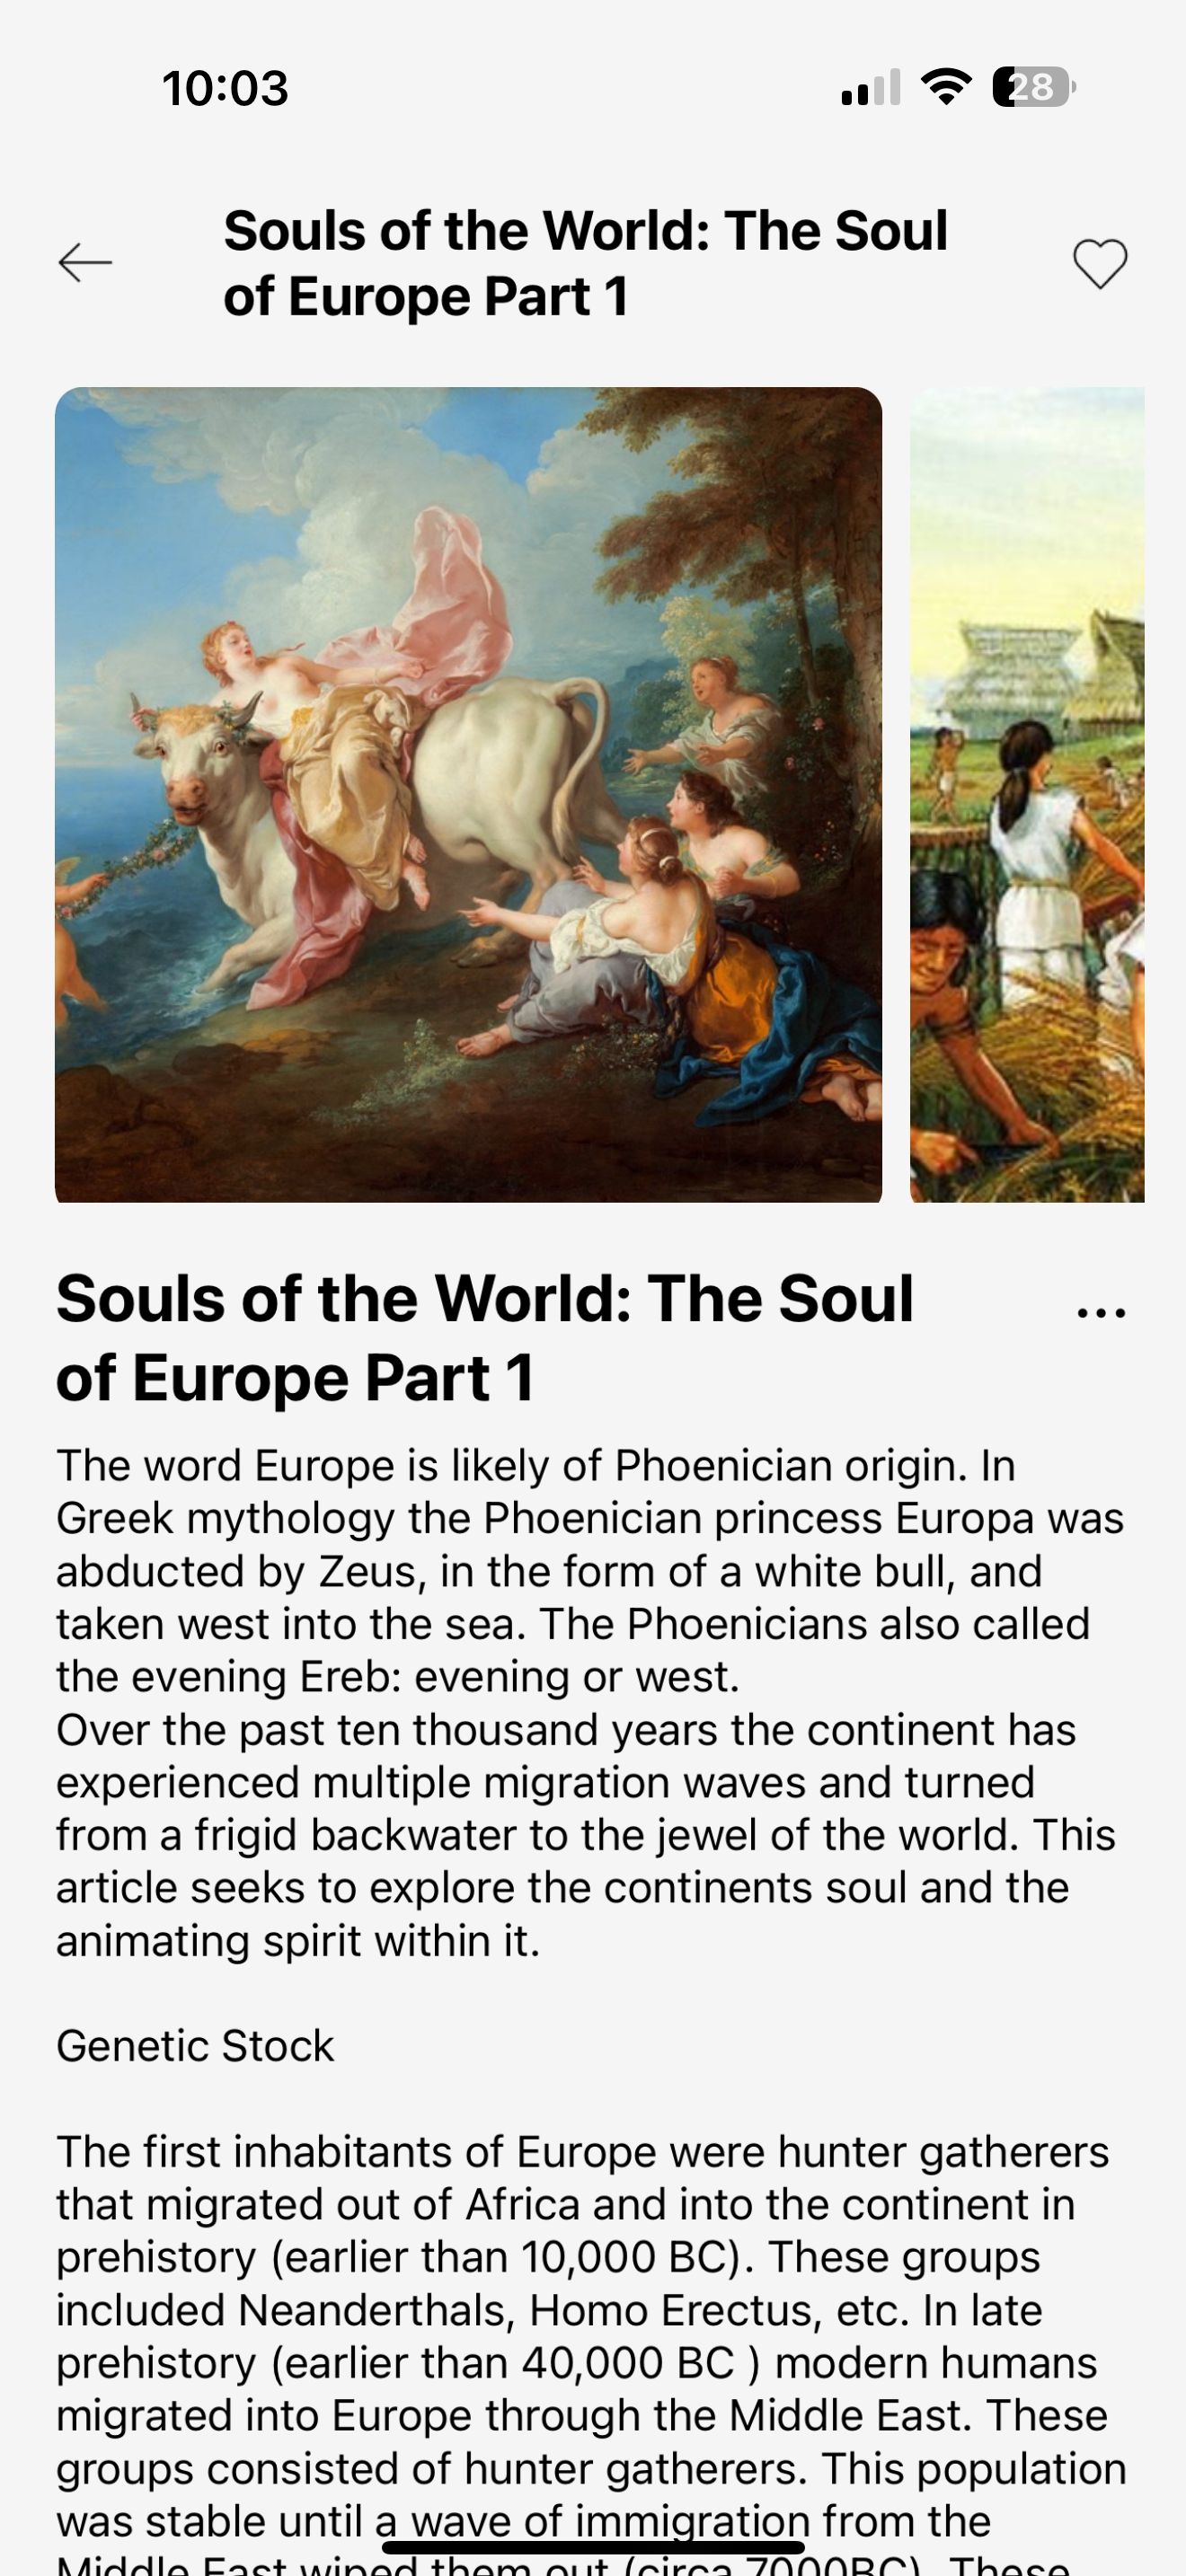 10:03
28
Souls of the World: The Soul
of Europe Part 1
Souls of the World: The Soul
of Europe Part 1
...
The word Europe is likely of Phoenician origin. In
Greek mythology the Phoenician princess Europa was
abducted by Zeus, in the form of a white bull, and
taken west into the sea. The Phoenicians also called
the evening Ereb: evening or west.
Over the past ten thousand years the continent has
experienced multiple migration waves and turned
from a frigid backwater to the jewel of the world. This
article seeks to explore the continents soul and the
animating spirit within it.
Genetic Stock
The first inhabitants of Europe were hunter gatherers
that migrated out of Africa and into the continent in
prehistory (earlier than 10,000 BC). These groups
included Neanderthals, Homo Erectus, etc. In late
prehistory (earlier than 40,000 BC ) modern humans
migrated into Europe through the Middle East. These
groups consisted of hunter gatherers. This population
was stable until a wave of immigration from the
Middle East wiped them out (circa 7000BC). These